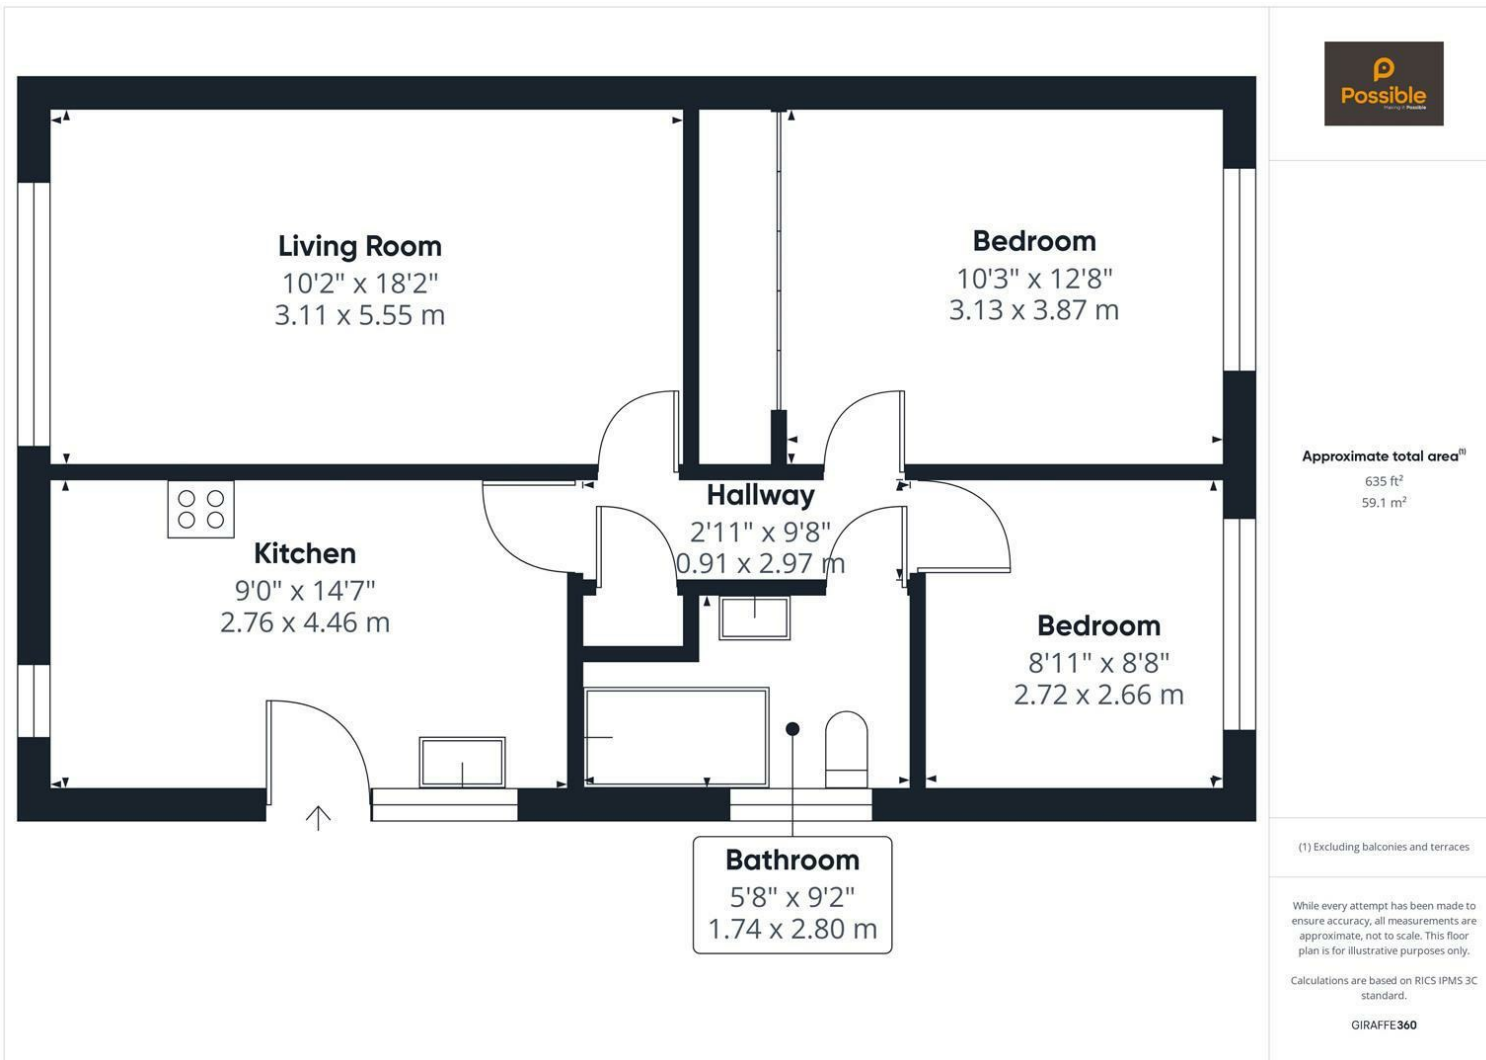 Living Room
10'2" x 18'2"
3.11 x 5.55 m
Bedroom
10'3" x 12'8"
3.13 x 3.87 m
Hallway
2'11" x 9'8"
0.91 x 2.97 m
Kitchen
9'0" x 14'7"
2.76 x 4.46 m
Bedroom
8'11" x 8'8"
2.72 x 2.66 m
Bathroom
5'8" x 9'2"
1.74 x 2.80 m
Possible
Making it Possible
Approximate total area(1)
635 ft²
59.1 m²
(1) Excluding balconies and terraces
While every attempt has been made to
ensure accuracy, all measurements are
approximate, not to scale. This floor
plan is for illustrative purposes only.
Calculations are based on RICS IPMS 3C
standard.
GIRAFFE360